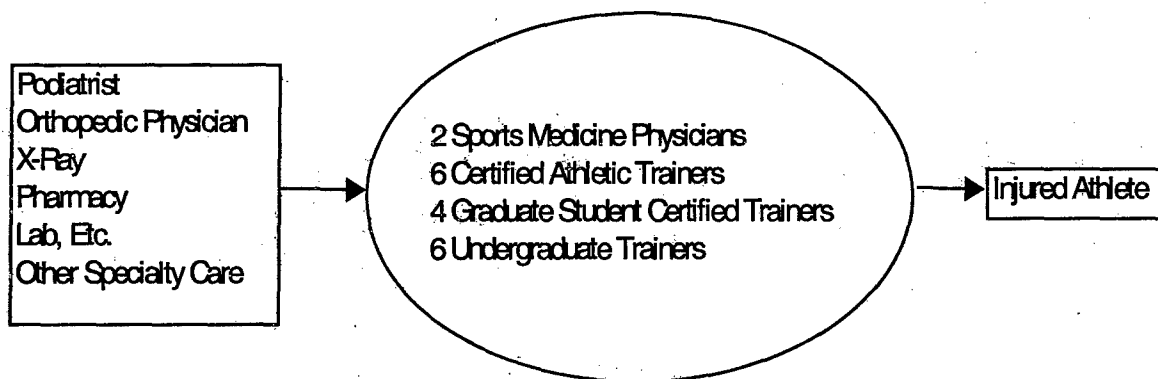 Podiatrist
Orthopedic Physician
X-Ray
Pharmacy
Lab, Etc.
Other Specialty Care
2 Sports Medicine Physicians
6 Certified Athletic Trainers
4 Graduate Student Certified Trainers
6 Undergraduate Trainers
Injured Athlete